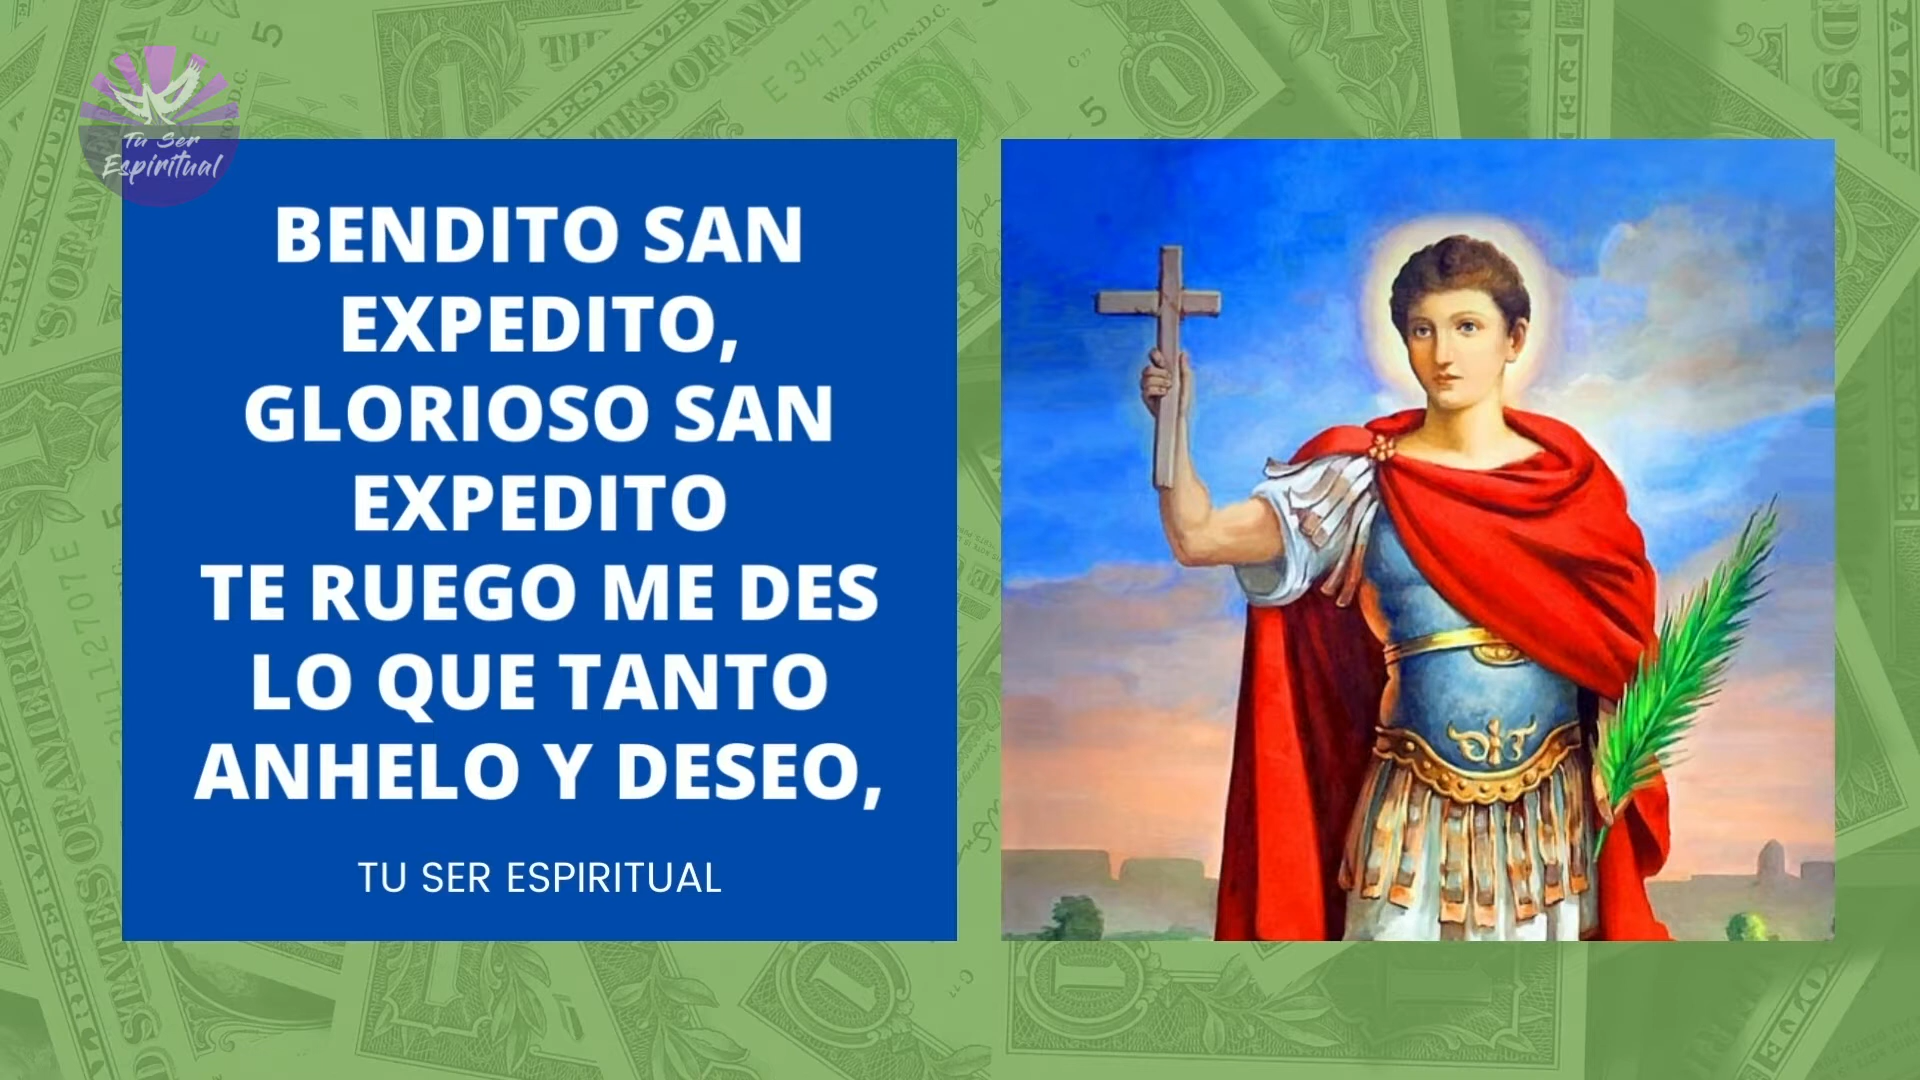 Tu Ser
Espiritual
BENDITO SAN
EXPEDITO,
GLORIOSO SAN
EXPEDITO
TE RUEGO ME DES
LO QUE TANTO
ANHELO Y DESEO,
TU SER ESPIRITUAL
WASHINGTON, D.C.